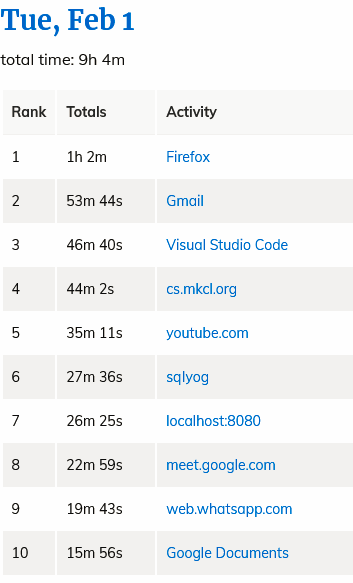 Tue, Feb 1
total time: 9h 4m
Rank Totals Activity
1 1h 2m Firefox
2 53m 44s Gmail
3 46m 40s Visual Studio Code
4 44m 2s cs.mkcl.org
5 35m 11s youtube.com
6 27m 36s sqlyog
7 26m 25s localhost:8080
8 22m 59s meet.google.com
9 19m 43s web.whatsapp.com
10 15m 56s Google Documents